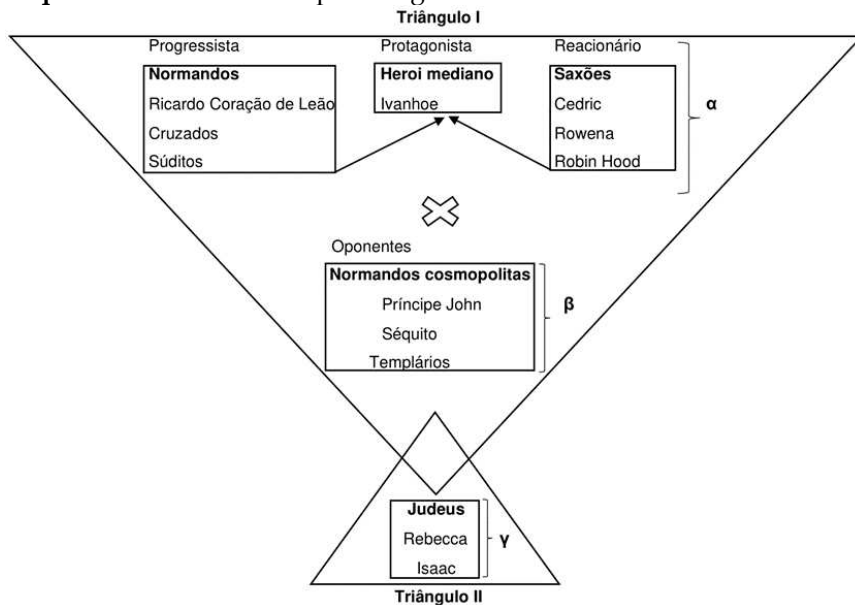 Triângulo I
Progressista Protagonista Reacionário
Normandos
Ricardo Coração de Leão
Cruzados
Súditos
Heroi mediano
Ivanhoe
Saxões
Cedric
Rowena
Robin Hood
α
Oponentes
Normandos cosmopolitas
Príncipe John
Séquito
Templários
β
Judeus
Rebecca
Isaac
γ
Triângulo II